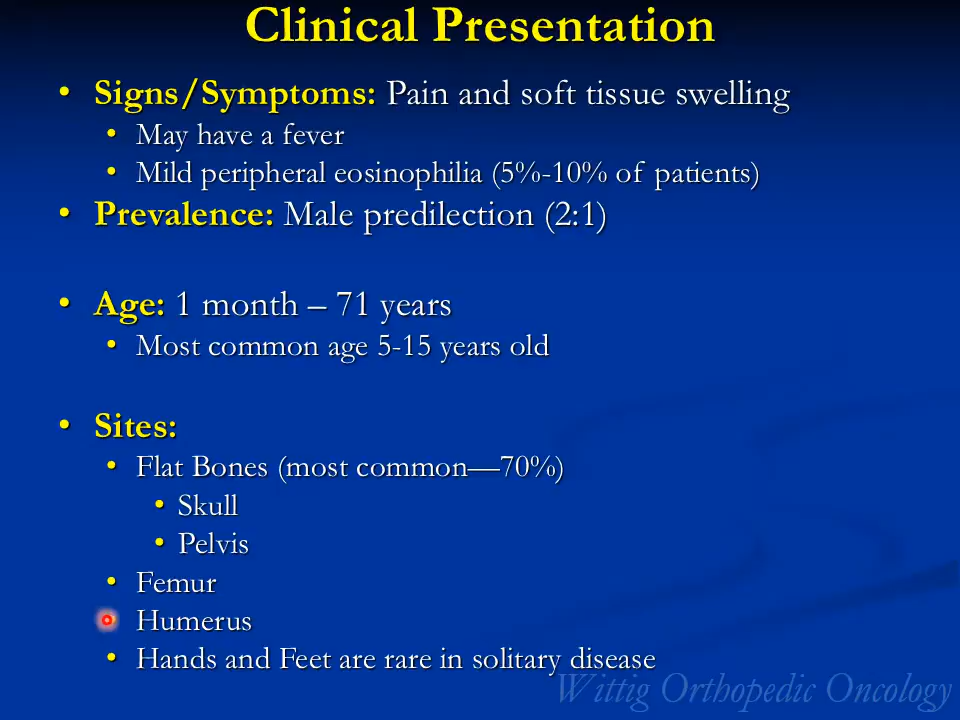 Clinical Presentation
• Signs/Symptoms: Pain and soft tissue swelling
• May have a fever
• Mild peripheral eosinophilia (5%-10% of patients)
• Prevalence: Male predilection (2:1)
• Age: 1 month – 71 years
• Most common age 5-15 years old
• Sites:
• Flat Bones (most common—70%)
• Skull
• Pelvis
• Femur
• Humerus
• Hands and Feet are rare in solitary disease
Wittig Orthopedic Oncology